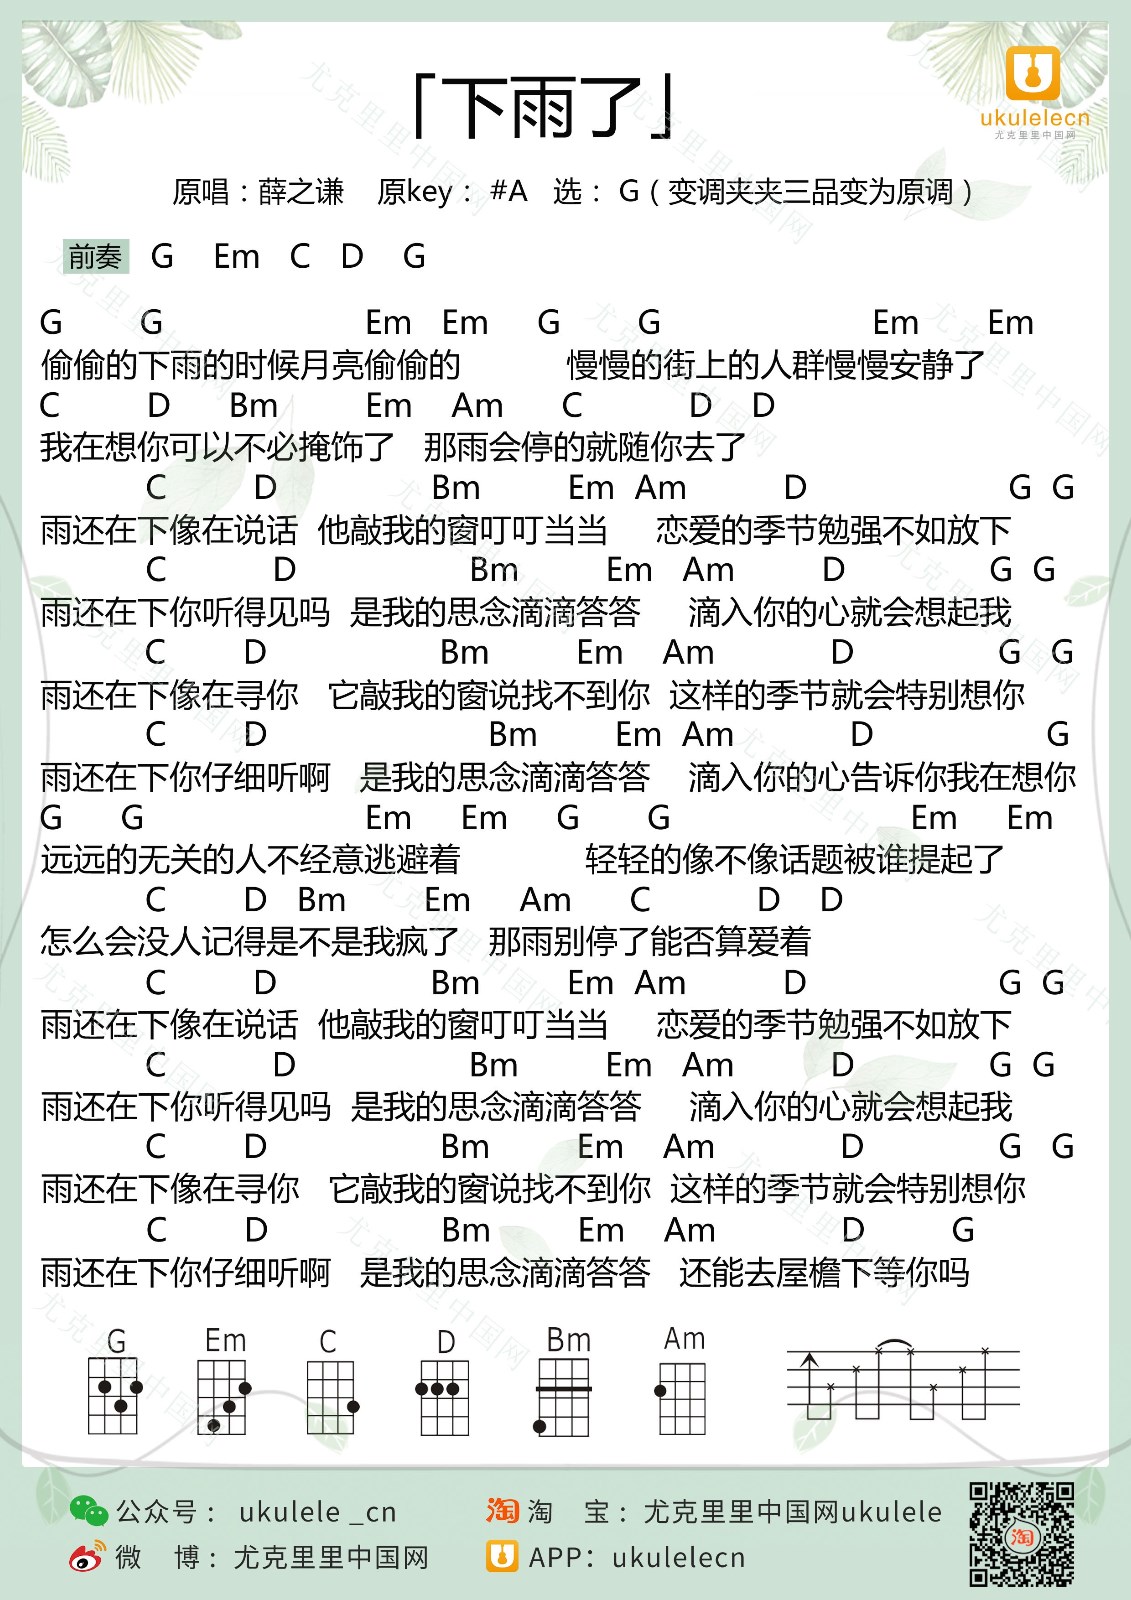 「下雨了」
ukulelecn
尤克里里中国网
原唱：薛之谦 原key：#A 选：G（变调夹夹三品变为原调）
前奏 G Em C D G
G G Em Em G G Em Em
偷偷的下雨的时候月亮偷偷的 慢慢的街上的人群慢慢安静了
C D Bm Em Am C D D
我在想你可以不必掩饰了 那雨会停的就随你去了
C D Bm Em Am D G G
雨还在下像在说话 他敲我的窗叮叮当当 恋爱的季节勉强不如放下
C D Bm Em Am D G G
雨还在下你听得见吗 是我的思念滴滴答答 滴入你的心就会想起我
C D Bm Em Am D G G
雨还在下像在寻你 它敲我的窗说找不到你 这样的季节就会特别想你
C D Bm Em Am D G
雨还在下你仔细听啊 是我的思念滴滴答答 滴入你的心告诉你我在想你
G G Em Em G G Em Em
远远的无关的人不经意逃避着 轻轻的像不像话题被谁提起了
C D Bm Em Am C D D
怎么会没人记得是不是我疯了 那雨别停了能否算爱着
C D Bm Em Am D G G
雨还在下像在说话 他敲我的窗叮叮当当 恋爱的季节勉强不如放下
C D Bm Em Am D G G
雨还在下你听得见吗 是我的思念滴滴答答 滴入你的心就会想起我
C D Bm Em Am D G G
雨还在下像在寻你 它敲我的窗说找不到你 这样的季节就会特别想你
C D Bm Em Am D G
雨还在下你仔细听啊 是我的思念滴滴答答 还能去屋檐下等你吗
G Em C D Bm Am
公众号：ukulele _cn 淘 淘 宝：尤克里里中国网ukulele
微 博：尤克里里中国网 APP：ukulelecn
淘